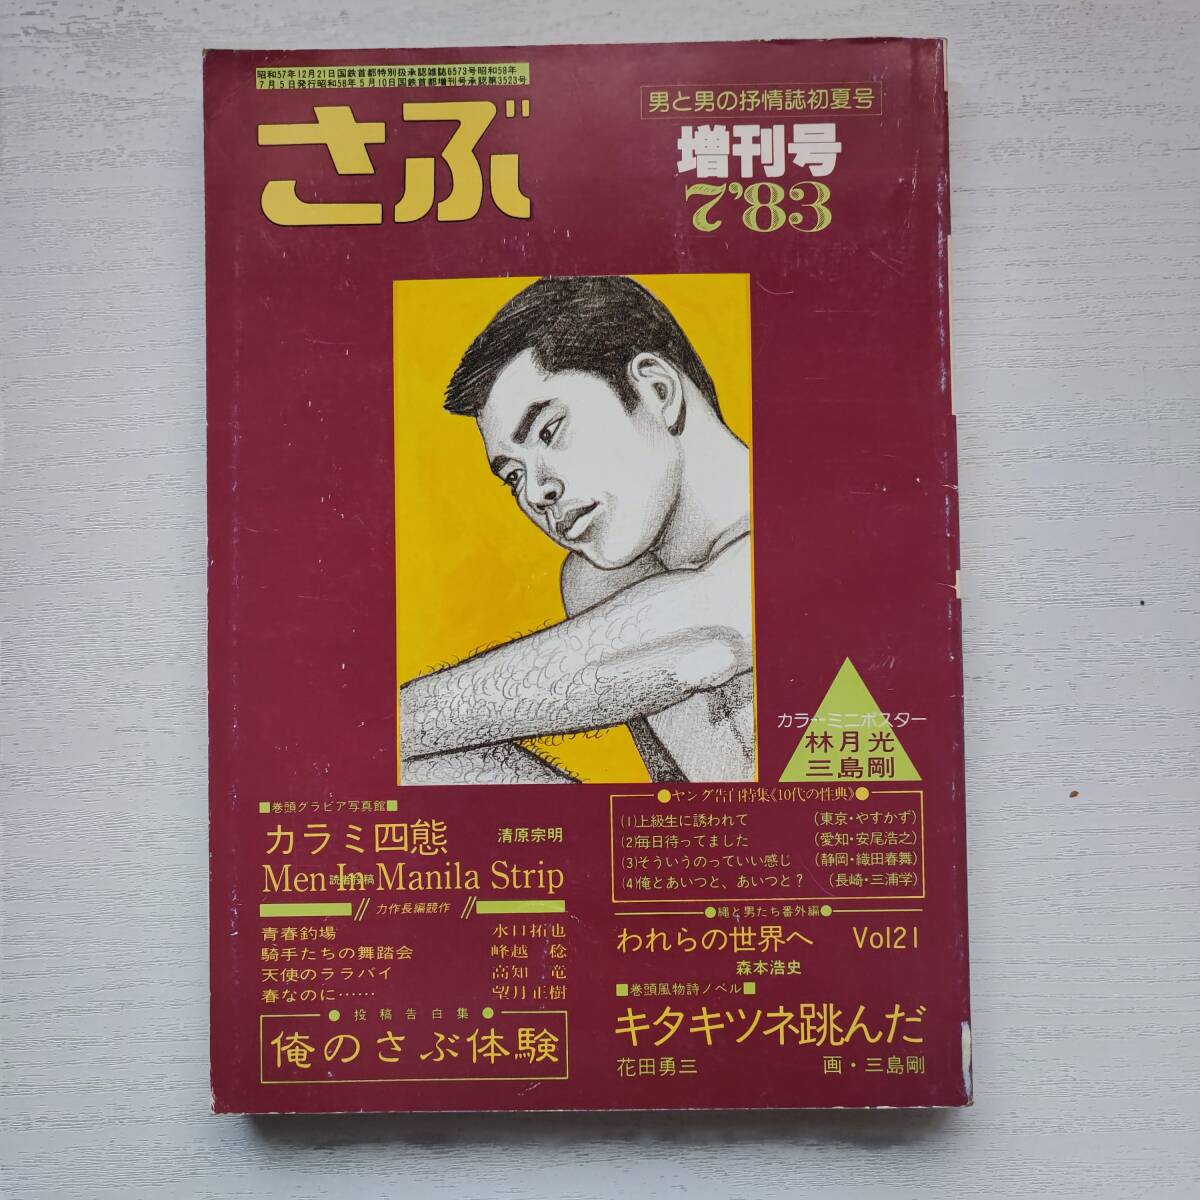 昭和57年12月21日国鉄首都特別扱承認雑誌6573号昭和58年
7月5日発行昭和58年5月10日国鉄首都増刊号承認第3523号
さぶ
男と男の抒情誌初夏号
増刊号
7'83
カラーミニポスター
林月光
三島剛
■巻頭グラビア写真館■
カラミ四態 清原宗明
Men In Manila Strip
読者投稿
力作長編競作
青春釣場 水口拓也
騎手たちの舞踏会 峰越 稔
天使のララバイ 高知 竜
春なのに…… 望月正樹
●投稿告白集●
俺のさぶ体験
●ヤング告白特集《10代の性典》●
(1)上級生に誘われて (東京・やすかず)
(2)毎日待ってました (愛知・安尾浩之)
(3)そういうのっていい感じ (静岡・織田春舞)
(4)俺とあいつと、あいつと? (長崎・三浦学)
●縄と男たち番外編●
われらの世界へ Vol21
森本浩史
■巻頭風物詩ノベル■
キタキツネ跳んだ
花田勇三 画・三島剛